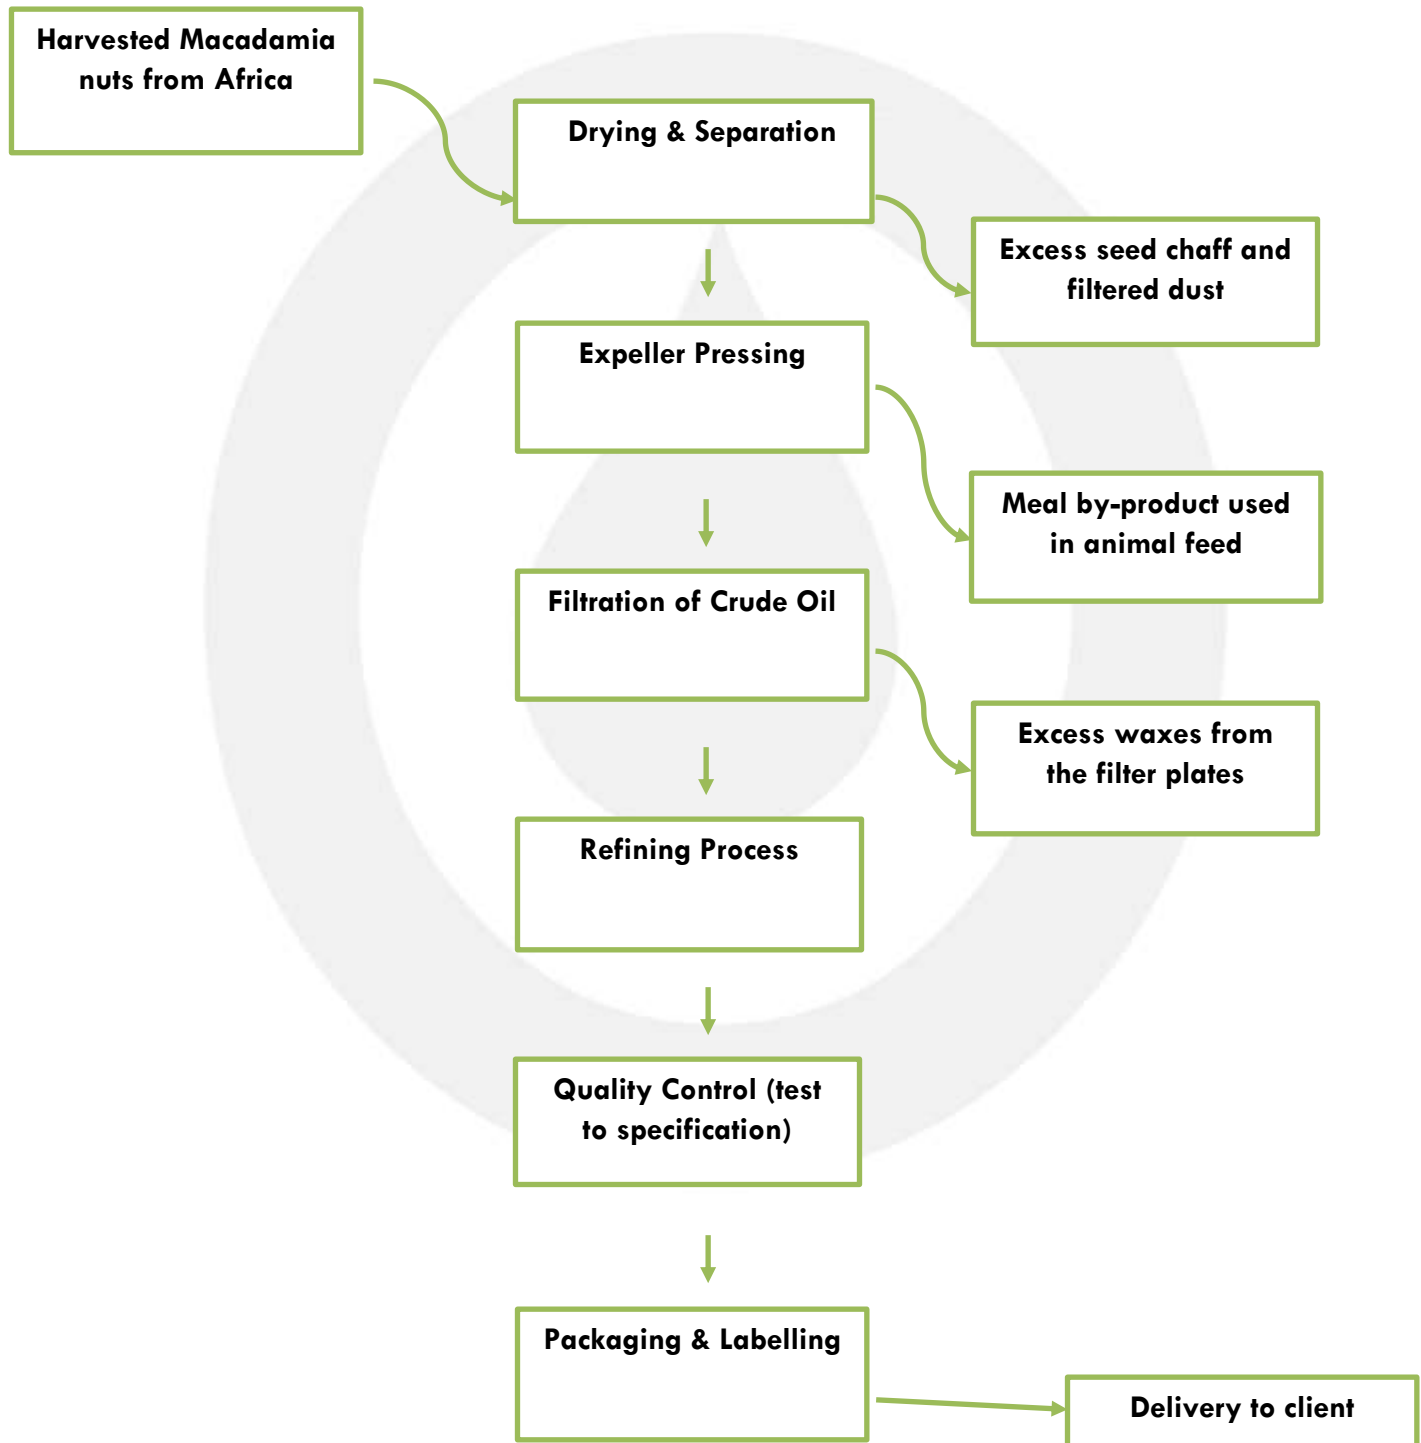 Harvested Macadamia
nuts from Africa
Drying & Separation
Excess seed chaff and
filtered dust
Expeller Pressing
Meal by-product used
in animal feed
Filtration of Crude Oil
Excess waxes from
the filter plates
Refining Process
Quality Control (test
to specification)
Packaging & Labelling
Delivery to client